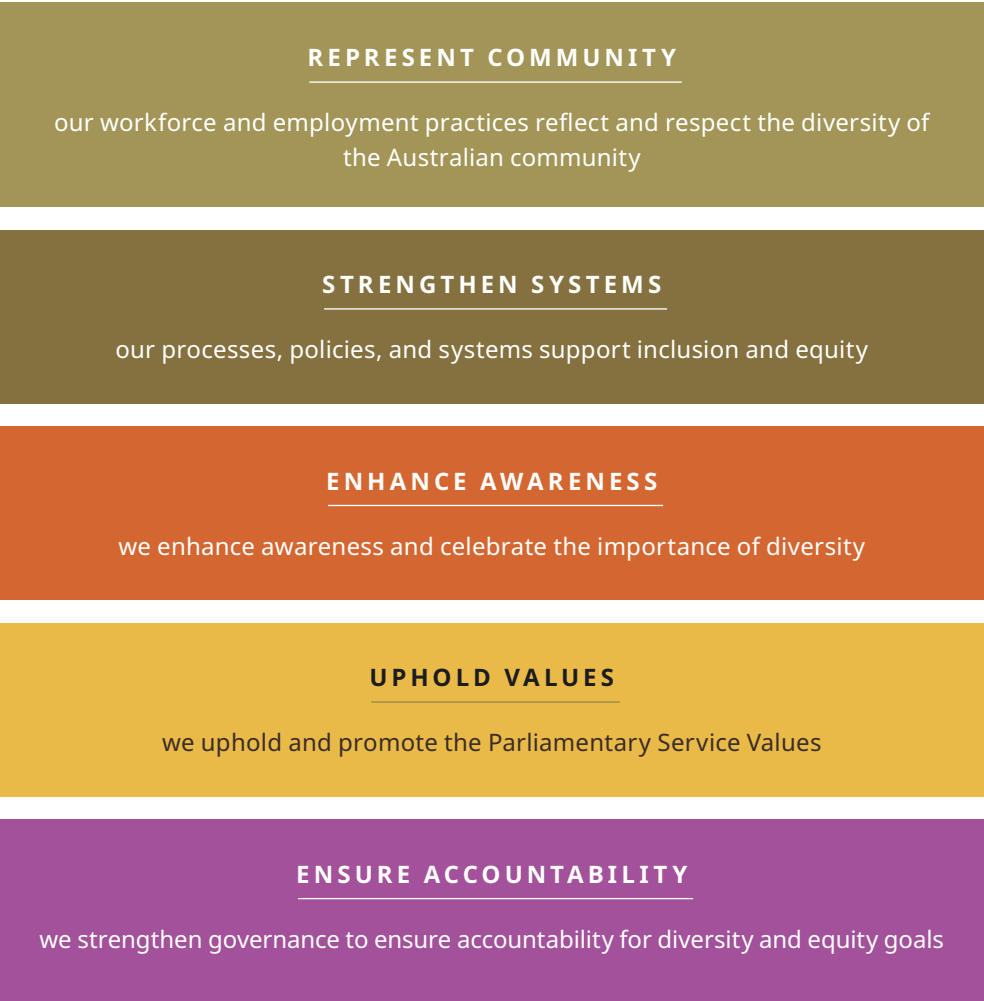 REPRESENT COMMUNITY
our workforce and employment practices reflect and respect the diversity of
the Australian community
STRENGTHEN SYSTEMS
our processes, policies, and systems support inclusion and equity
ENHANCE AWARENESS
we enhance awareness and celebrate the importance of diversity
UPHOLD VALUES
we uphold and promote the Parliamentary Service Values
ENSURE ACCOUNTABILITY
we strengthen governance to ensure accountability for diversity and equity goals